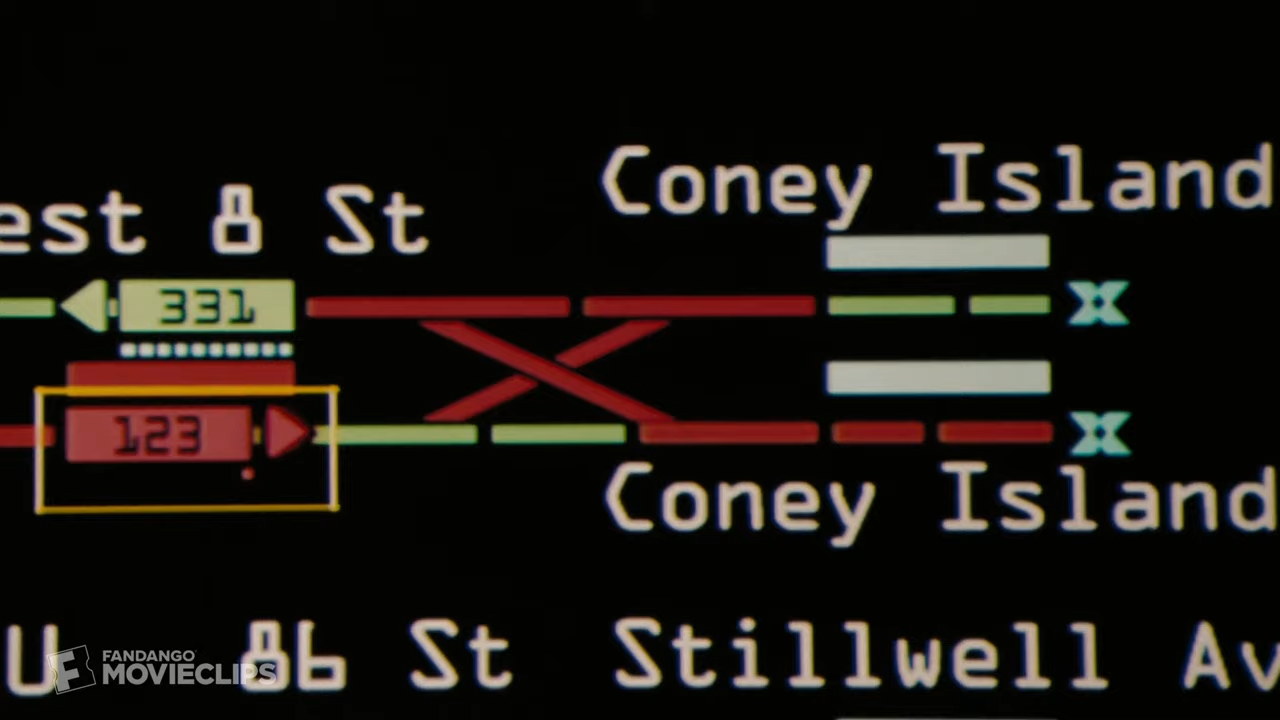 Coney Island
est 8 St
331
123
Coney Island
U 86 St Stillwell Av
FANDANGO
MOVIECLIPS